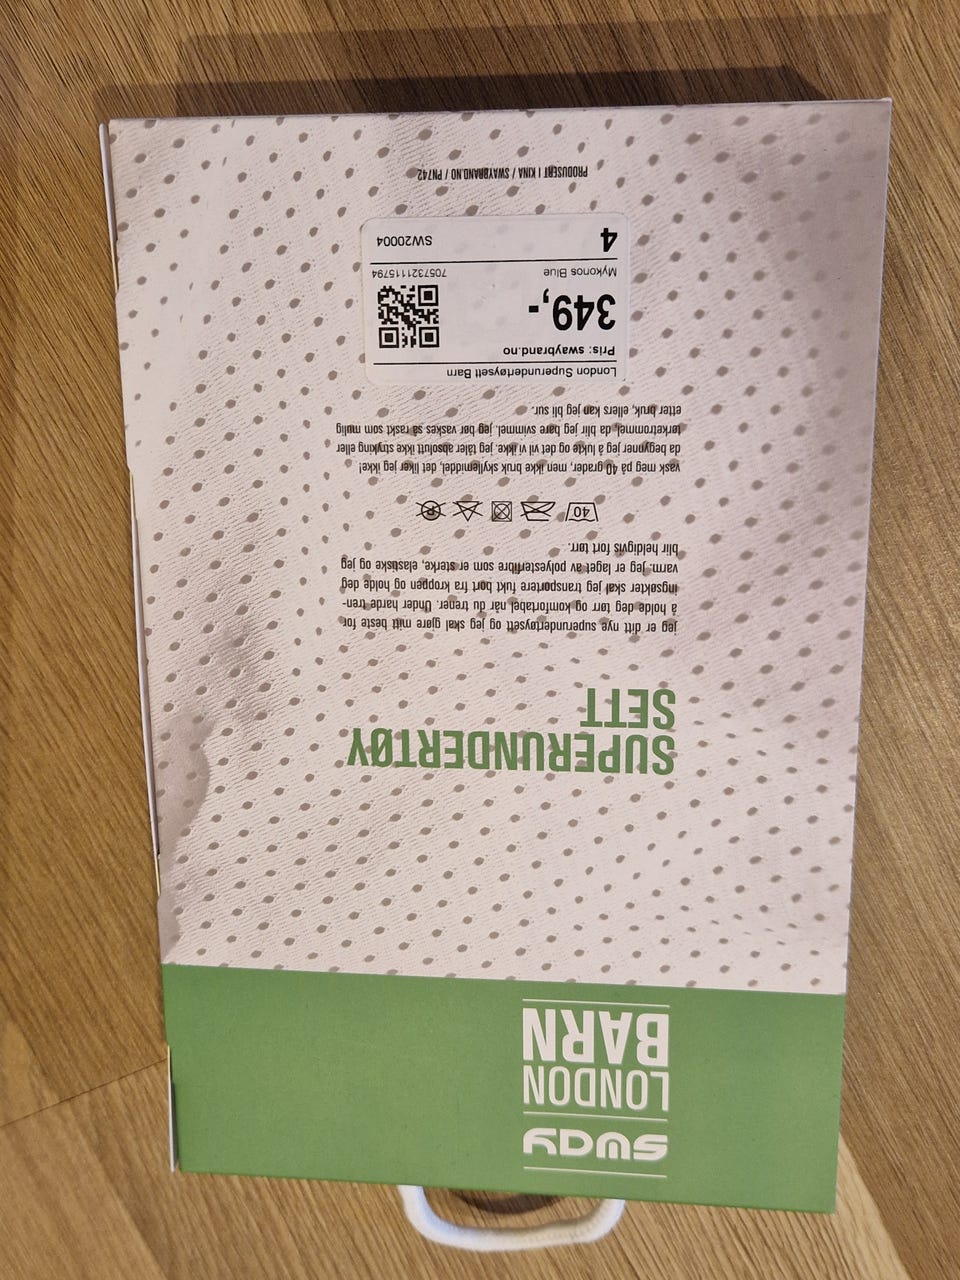 sway
LONDON
BARN
SUPERUNDERTØY
SETT
jeg er ditt nye superundertøysett og jeg skal gjøre mitt beste for
å holde deg tørr og komfortabel når du trener. Under harde tren-
ingsøkter skal jeg transportere fukt bort fra kroppen og holde deg
varm. jeg er laget av polyesterfibre som er sterke, elastiske og jeg
blir heldigvis fort tørr.
40 P
vask meg på 40 grader, men ikke bruk skyllemiddel, det liker jeg ikke!
da begynner jeg å lukte og det vil vi ikke. jeg tåler absolutt ikke stryking eller
tørketrommel, da blir jeg bare svimmel. jeg bør vaskes så raskt som mulig
etter bruk, ellers kan jeg bli sur.
London Superundertøysett Barn
Pris: swaybrand.no
349,-
Mykonos Blue 7057321115794
4 SW20004
PRODUSERT I KINA / SWAYBRAND.NO / PN742